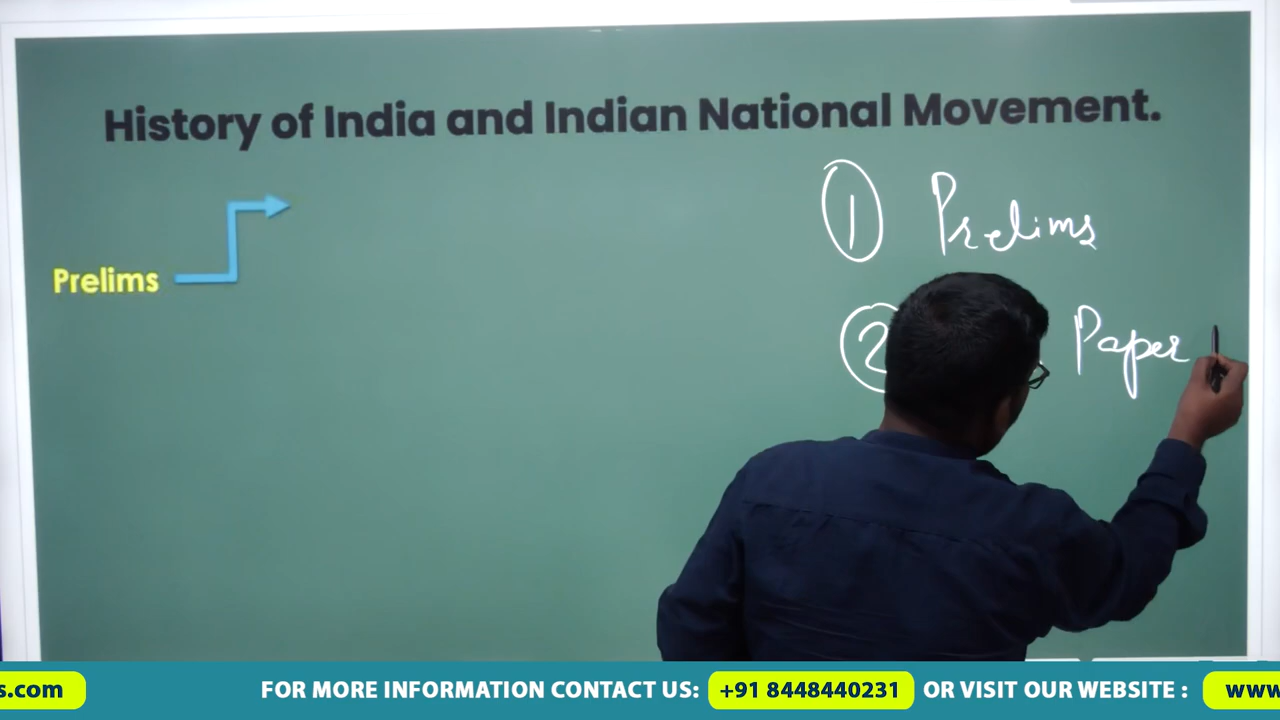 History of India and Indian National Movement.
1 Prelims
Prelims
2 Paper
s.com FOR MORE INFORMATION CONTACT US: +91 8448440231 OR VISIT OUR WEBSITE : www